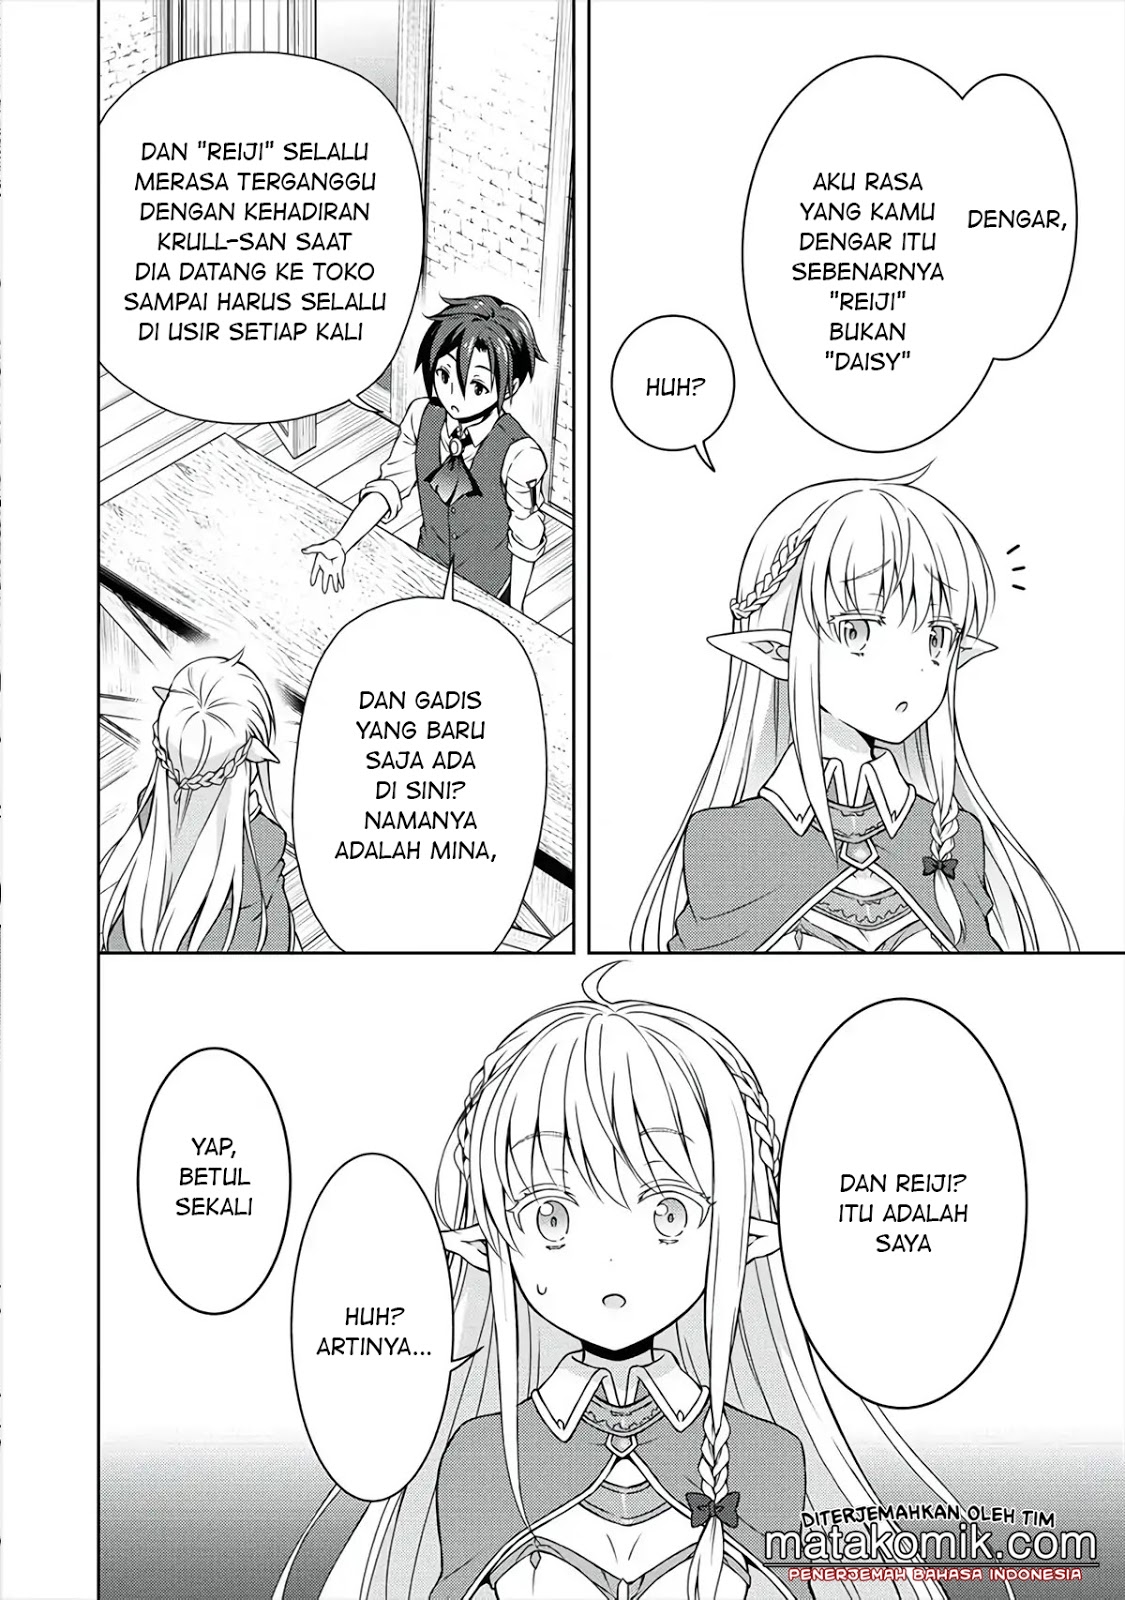 DENGAR,
AKU RASA
YANG KAMU
DENGAR ITU
SEBENARNYA
"REIJI"
BUKAN
"DAISY"
HUH?
DAN "REIJI" SELALU
MERASA TERGANGGU
DENGAN KEHADIRAN
KRULL-SAN SAAT
DIA DATANG KE TOKO
SAMPAI HARUS SELALU
DI USIR SETIAP KALI
DAN GADIS
YANG BARU
SAJA ADA
DI SINI?
NAMANYA
ADALAH MINA,
DAN REIJI?
ITU ADALAH
SAYA
HUH?
ARTINYA...
YAP,
BETUL
SEKALI
DITERJEMAHKAN OLEH TIM
matakomik.com
PENERJEMAH BAHASA INDONESIA